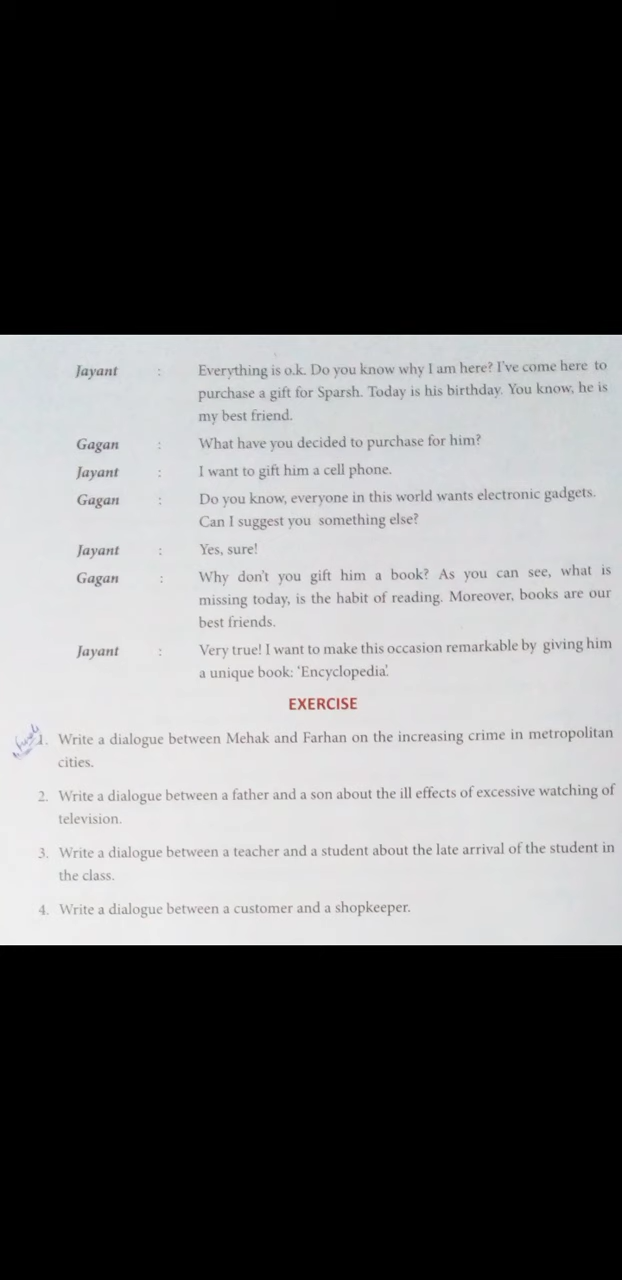 Jayant : Everything is o.k. Do you know why I am here? I've come here to
purchase a gift for Sparsh. Today is his birthday. You know, he is
my best friend.
Gagan : What have you decided to purchase for him?
Jayant : I want to gift him a cell phone.
Gagan : Do you know, everyone in this world wants electronic gadgets.
Can I suggest you something else?
Jayant : Yes, sure!
Gagan : Why don't you gift him a book? As you can see, what is
missing today, is the habit of reading. Moreover, books are our
best friends.
Jayant : Very true! I want to make this occasion remarkable by giving him
a unique book: 'Encyclopedia'.
EXERCISE
1. Write a dialogue between Mehak and Farhan on the increasing crime in metropolitan
cities.
2. Write a dialogue between a father and a son about the ill effects of excessive watching of
television.
3. Write a dialogue between a teacher and a student about the late arrival of the student in
the class.
4. Write a dialogue between a customer and a shopkeeper.